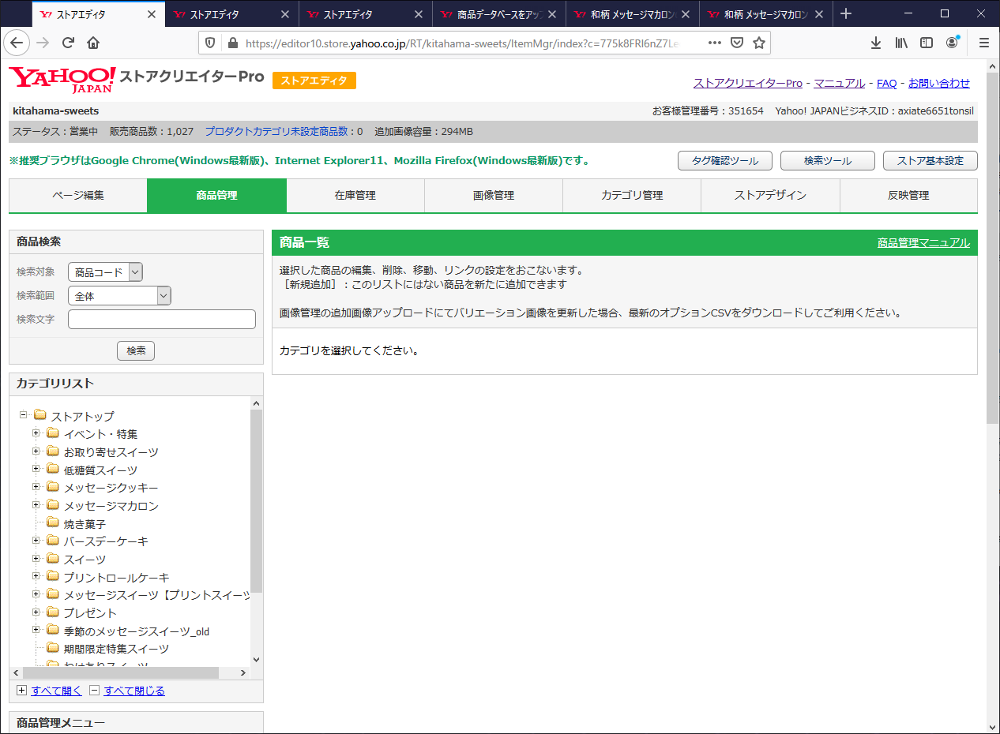 ストアエディタ
ストアエディタ
ストアエディタ
商品データベースをアッ
和柄 メッセージマカロン
和柄 メッセージマカロン
https://editor10.store.yahoo.co.jp/RT/kitahama-sweets/ItemMgr/index?c=775k8FRl6nZ7Le
YAHOO! JAPAN ストアクリエイターPro ストアエディタ
ストアクリエイターPro - マニュアル - FAQ - お問い合わせ
kitahama-sweets
お客様管理番号：351654 Yahoo! JAPANビジネスID：axiate6651tonsil
ステータス：営業中 販売商品数：1,027 プロダクトカテゴリ未設定商品数：0 追加画像容量：294MB
※推奨ブラウザはGoogle Chrome(Windows最新版)、Internet Explorer11、Mozilla Firefox(Windows最新版)です。
タグ確認ツール 検索ツール ストア基本設定
ページ編集 商品管理 在庫管理 画像管理 カテゴリ管理 ストアデザイン 反映管理
商品検索
検索対象 商品コード
検索範囲 全体
検索文字
検索
カテゴリリスト
ストアトップ
イベント・特集
お取り寄せスイーツ
低糖質スイーツ
メッセージクッキー
メッセージマカロン
焼き菓子
バースデーケーキ
スイーツ
プリントロールケーキ
メッセージスイーツ【プリントスイーツ
プレゼント
季節のメッセージスイーツ_old
期間限定特集スイーツ
わけありスイーツ
すべて開く すべて閉じる
商品管理メニュー
商品一覧 商品管理マニュアル
選択した商品の編集、削除、移動、リンクの設定をおこないます。
［新規追加］：このリストにはない商品を新たに追加できます
画像管理の追加画像アップロードにてバリエーション画像を更新した場合、最新のオプションCSVをダウンロードしてご利用ください。
カテゴリを選択してください。